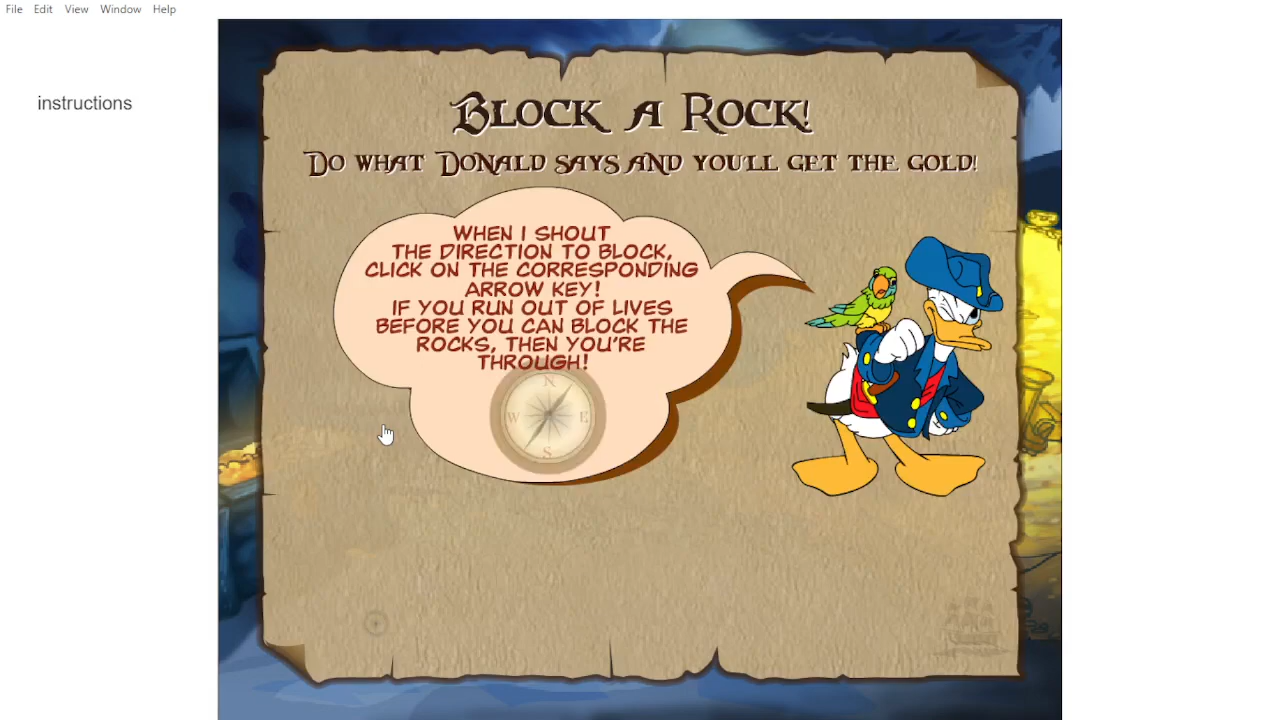 File Edit View Window Help
instructions
BLOCK A ROCK!
DO WHAT DONALD SAYS AND YOU'LL GET THE GOLD!
WHEN I SHOUT
THE DIRECTION TO BLOCK,
CLICK ON THE CORRESPONDING
ARROW KEY!
IF YOU RUN OUT OF LIVES
BEFORE YOU CAN BLOCK THE
ROCKS, THEN YOU'RE
THROUGH!
N
W E
S